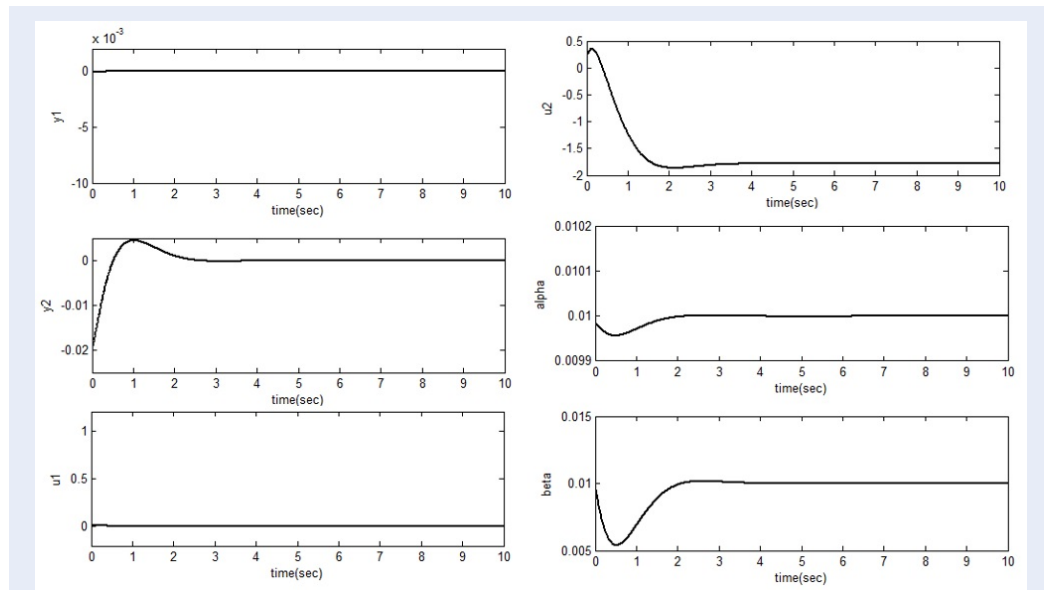 x 10⁻³
0
-5
-10
y1
0 1 2 3 4 5 6 7 8 9 10
time(sec)
0
-0.01
-0.02
y2
0 1 2 3 4 5 6 7 8 9 10
time(sec)
1
0.5
0
u1
0 1 2 3 4 5 6 7 8 9 10
time(sec)
0.5
0
-0.5
-1
-1.5
-2
u2
0 1 2 3 4 5 6 7 8 9 10
time(sec)
0.0102
0.0101
0.01
0.0099
alpha
0 1 2 3 4 5 6 7 8 9 10
time(sec)
0.015
0.01
0.005
beta
0 1 2 3 4 5 6 7 8 9 10
time(sec)